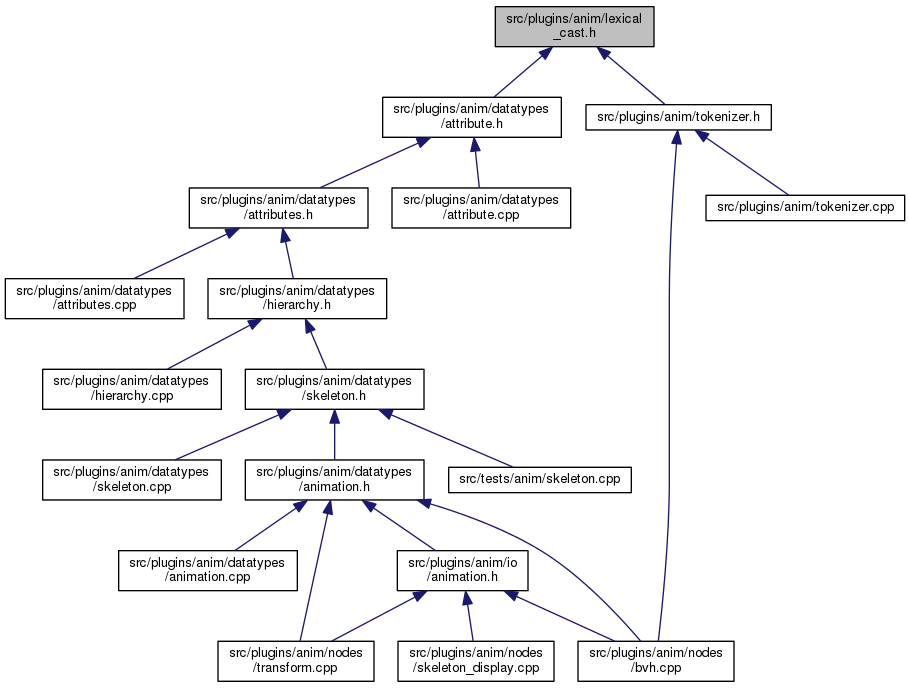 src/plugins/anim/lexical
_cast.h
src/plugins/anim/datatypes
/attribute.h
src/plugins/anim/tokenizer.h
src/plugins/anim/datatypes
/attributes.h
src/plugins/anim/datatypes
/attribute.cpp
src/plugins/anim/tokenizer.cpp
src/plugins/anim/datatypes
/attributes.cpp
src/plugins/anim/datatypes
/hierarchy.h
src/plugins/anim/datatypes
/hierarchy.cpp
src/plugins/anim/datatypes
/skeleton.h
src/plugins/anim/datatypes
/skeleton.cpp
src/plugins/anim/datatypes
/animation.h
src/tests/anim/skeleton.cpp
src/plugins/anim/datatypes
/animation.cpp
src/plugins/anim/io
/animation.h
src/plugins/anim/nodes
/transform.cpp
src/plugins/anim/nodes
/skeleton_display.cpp
src/plugins/anim/nodes
/bvh.cpp